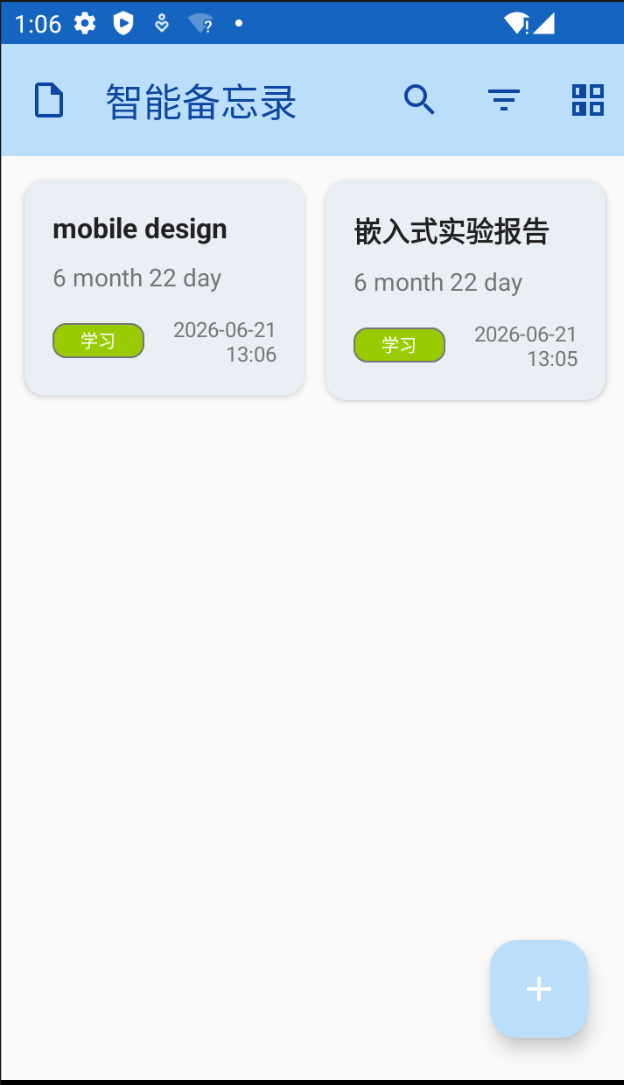 1:06
智能备忘录
mobile design
6 month 22 day
学习
2026-06-21
13:06
嵌入式实验报告
6 month 22 day
学习
2026-06-21
13:05